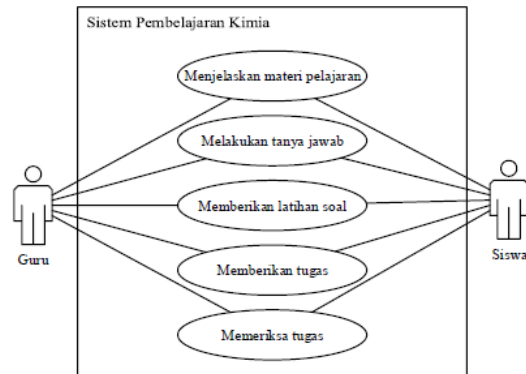 Sistem Pembelajaran Kimia
Menjelaskan materi pelajaran
Melakukan tanya jawab
Memberikan latihan soal
Guru
Siswa
Memberikan tugas
Memeriksa tugas